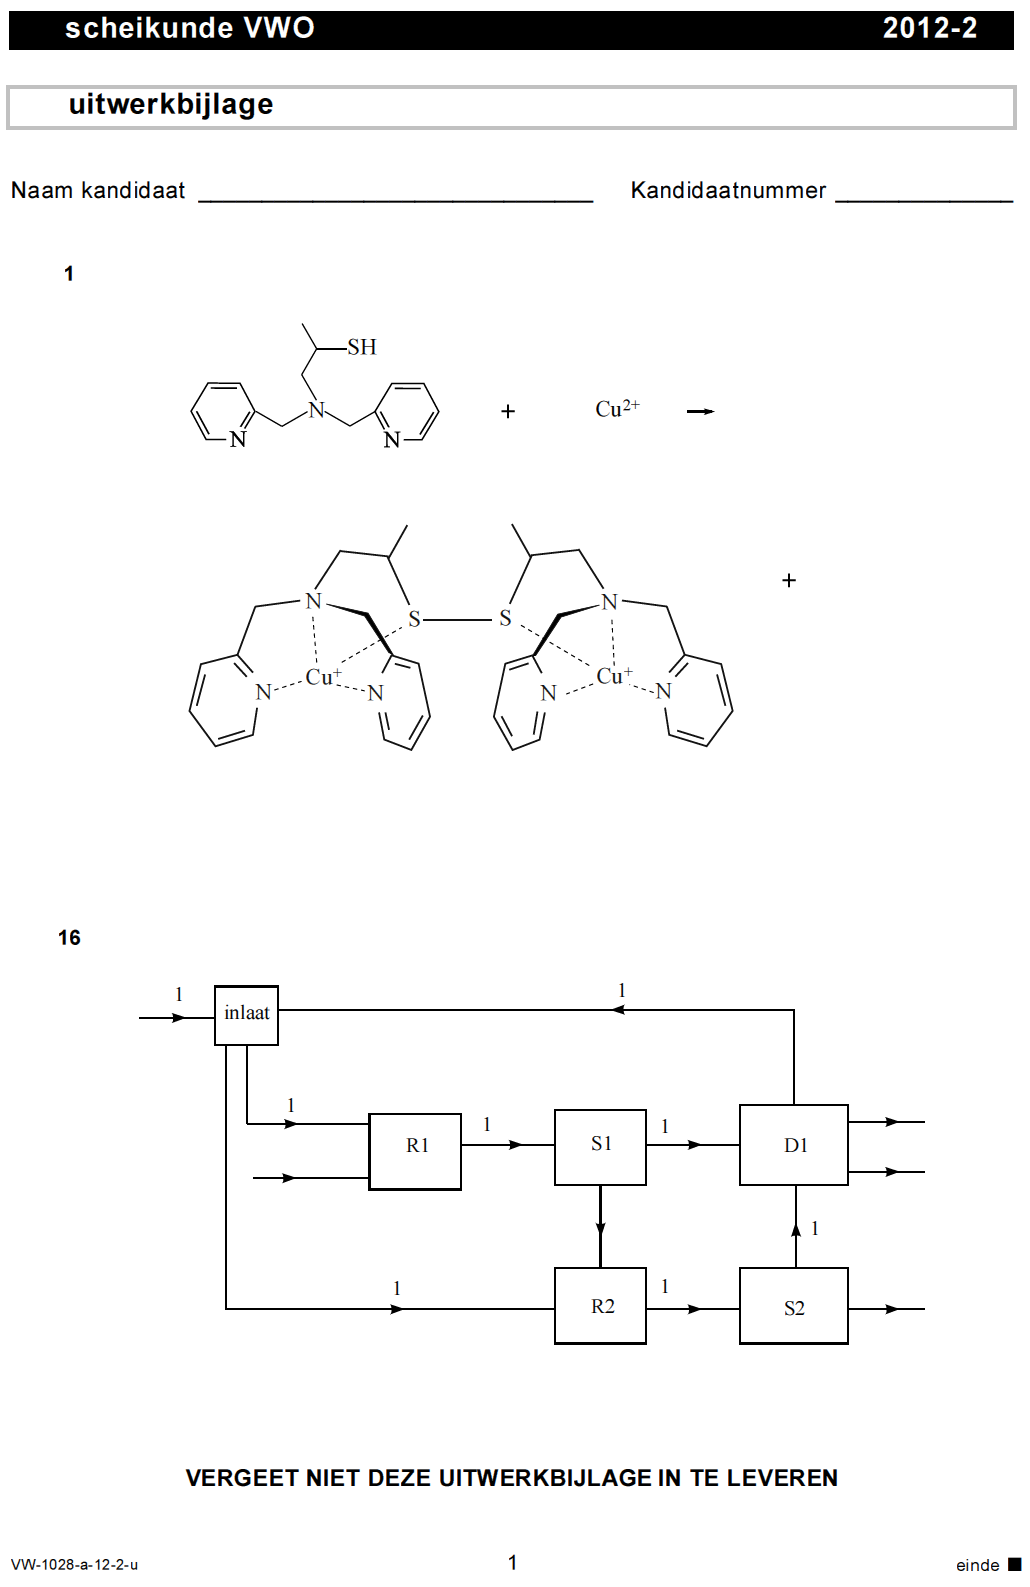 scheikunde VWO 2012-2
uitwerkbijlage
Naam kandidaat ______________________________ Kandidaatnummer ______________
1
SH
N
N N
+ Cu2+
+
N S S N
Cu+ Cu+
N N N N
16
1 1
inlaat
1 1 1
R1 S1 D1
1
1 1
R2 S2
VERGEET NIET DEZE UITWERKBIJLAGE IN TE LEVEREN
VW-1028-a-12-2-u 1 einde ■